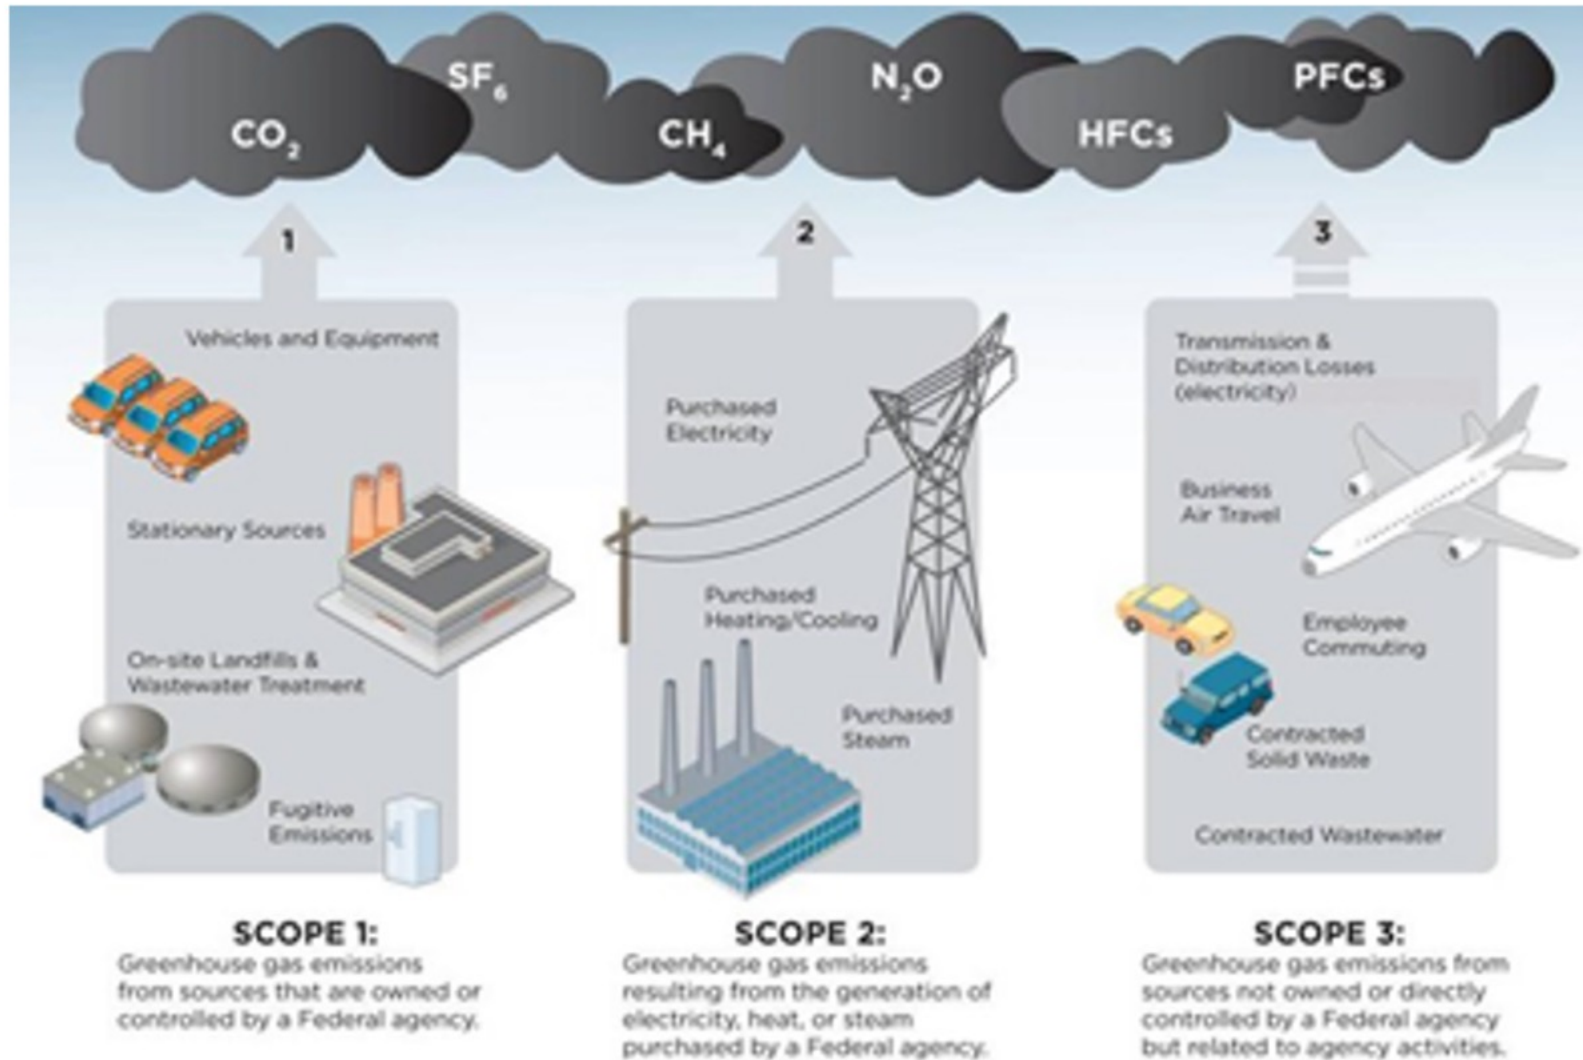 SF6
N2O
PFCs
CO2
CH4
HFCs
1
2
3
Vehicles and Equipment
Stationary Sources
On-site Landfills &
Wastewater Treatment
Fugitive
Emissions
Purchased
Electricity
Purchased
Heating/Cooling
Purchased
Steam
Transmission &
Distribution Losses
(electricity)
Business
Air Travel
Employee
Commuting
Contracted
Solid Waste
Contracted Wastewater
SCOPE 1:
Greenhouse gas emissions
from sources that are owned or
controlled by a Federal agency.
SCOPE 2:
Greenhouse gas emissions
resulting from the generation of
electricity, heat, or steam
purchased by a Federal agency.
SCOPE 3:
Greenhouse gas emissions from
sources not owned or directly
controlled by a Federal agency
but related to agency activities.